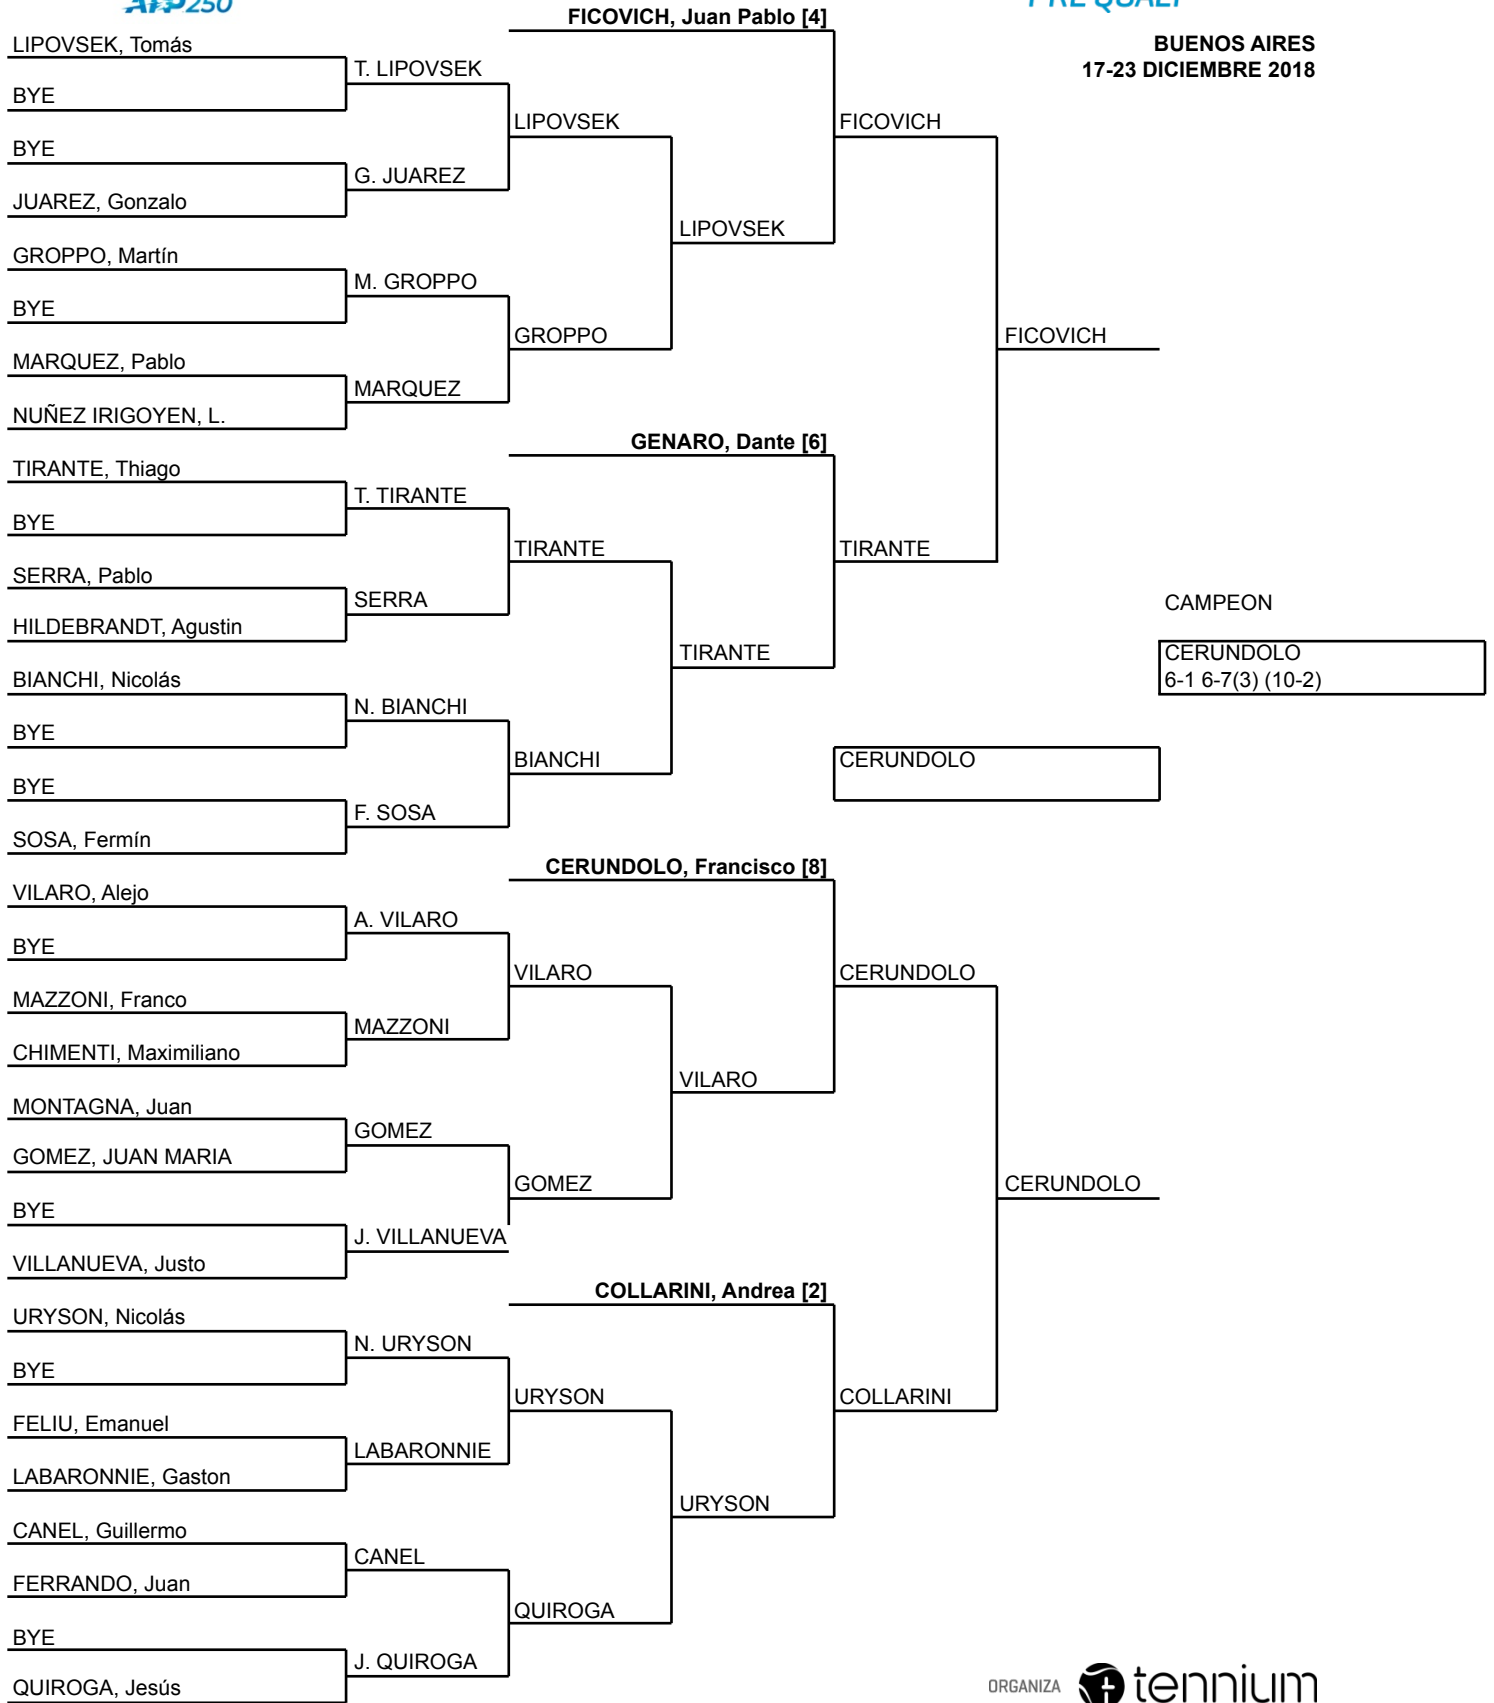 ATP250
PRE QUALY
BUENOS AIRES
17-23 DICIEMBRE 2018
FICOVICH, Juan Pablo [4]
LIPOVSEK, Tomás
T. LIPOVSEK
BYE
LIPOVSEK
FICOVICH
BYE
G. JUAREZ
JUAREZ, Gonzalo
LIPOVSEK
GROPPO, Martín
M. GROPPO
BYE
GROPPO
FICOVICH
MARQUEZ, Pablo
MARQUEZ
NUÑEZ IRIGOYEN, L.
GENARO, Dante [6]
TIRANTE, Thiago
T. TIRANTE
BYE
TIRANTE
TIRANTE
SERRA, Pablo
SERRA
CAMPEON
HILDEBRANDT, Agustin
TIRANTE
CERUNDOLO
6-1 6-7(3) (10-2)
BIANCHI, Nicolás
N. BIANCHI
BYE
BIANCHI
CERUNDOLO
BYE
F. SOSA
SOSA, Fermín
CERUNDOLO, Francisco [8]
VILARO, Alejo
A. VILARO
BYE
VILARO
CERUNDOLO
MAZZONI, Franco
MAZZONI
CHIMENTI, Maximiliano
VILARO
MONTAGNA, Juan
GOMEZ
GOMEZ, JUAN MARIA
GOMEZ
CERUNDOLO
BYE
J. VILLANUEVA
VILLANUEVA, Justo
COLLARINI, Andrea [2]
URYSON, Nicolás
N. URYSON
BYE
URYSON
COLLARINI
FELIU, Emanuel
LABARONNIE
LABARONNIE, Gaston
URYSON
CANEL, Guillermo
CANEL
FERRANDO, Juan
QUIROGA
BYE
J. QUIROGA
QUIROGA, Jesús
ORGANIZA tennium